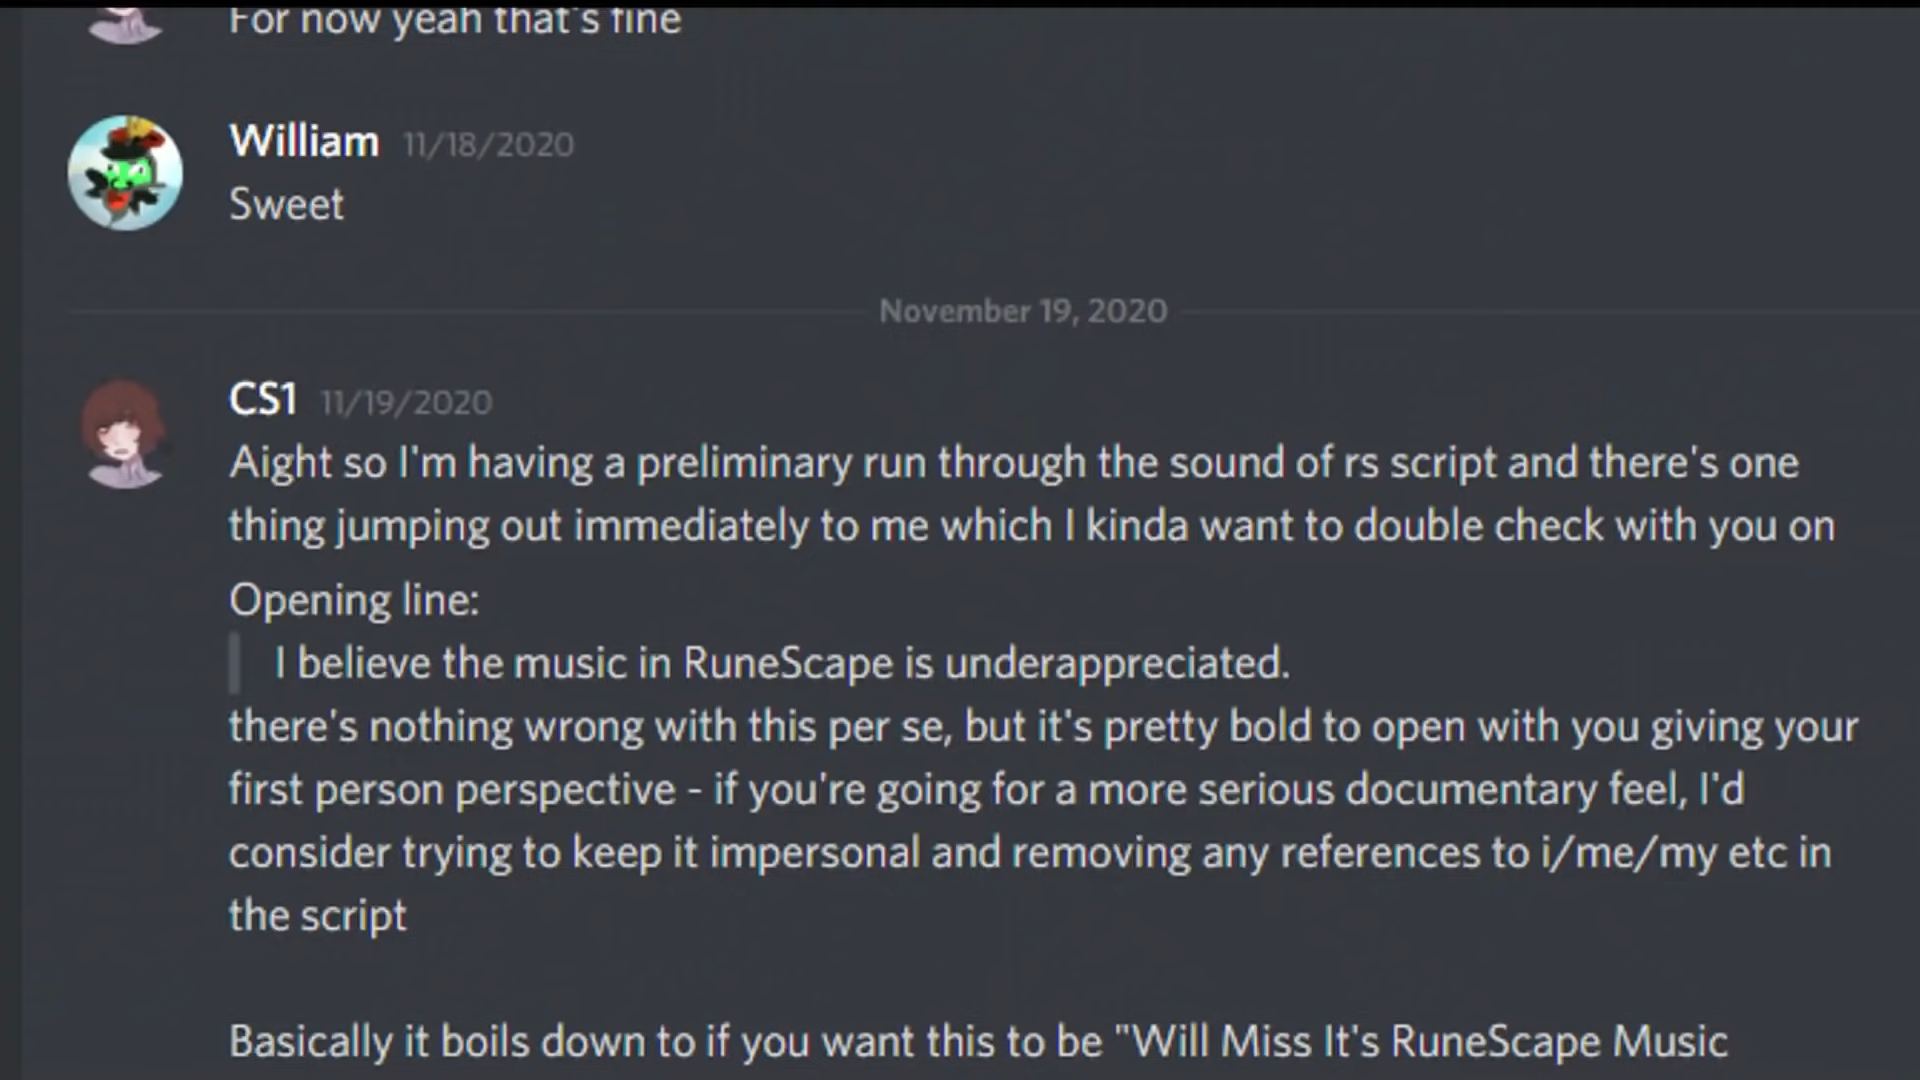 For now yeah that's fine
William 11/18/2020
Sweet
November 19, 2020
CS1 11/19/2020
Aight so I'm having a preliminary run through the sound of rs script and there's one
thing jumping out immediately to me which I kinda want to double check with you on
Opening line:
I believe the music in RuneScape is underappreciated.
there's nothing wrong with this per se, but it's pretty bold to open with you giving your
first person perspective - if you're going for a more serious documentary feel, I'd
consider trying to keep it impersonal and removing any references to i/me/my etc in
the script
Basically it boils down to if you want this to be "Will Miss It's RuneScape Music